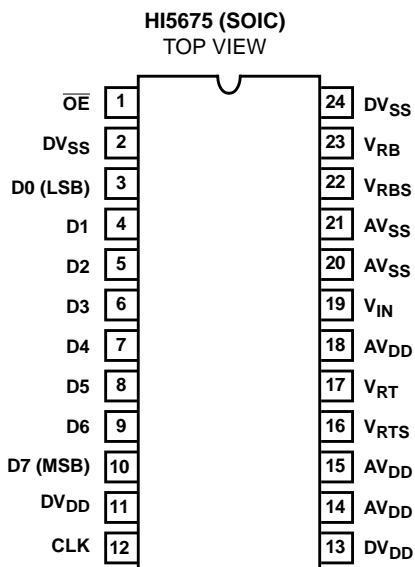 HI5675 (SOIC)
TOP VIEW
OE 1 24 DVSS
DVSS 2 23 VRB
D0 (LSB) 3 22 VRBS
D1 4 21 AVSS
D2 5 20 AVSS
D3 6 19 VIN
D4 7 18 AVDD
D5 8 17 VRT
D6 9 16 VRTS
D7 (MSB) 10 15 AVDD
DVDD 11 14 AVDD
CLK 12 13 DVDD